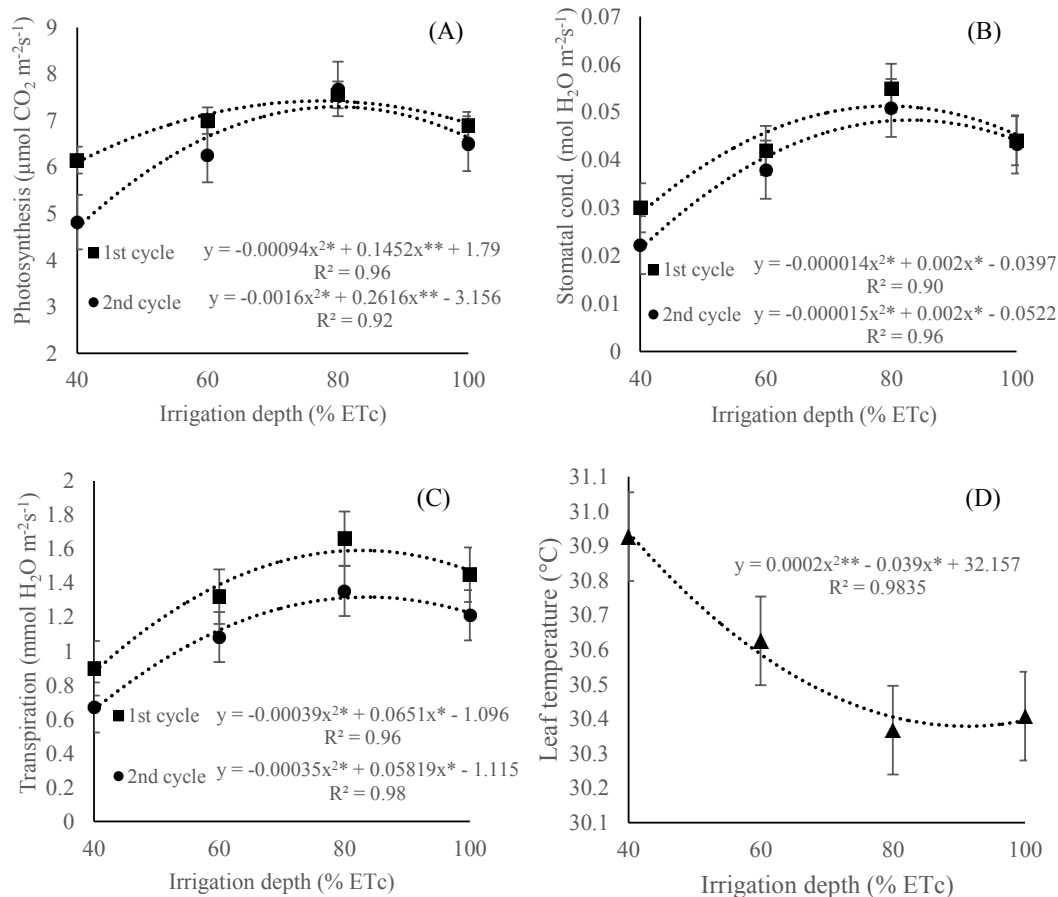 (A)
Photosynthesis (µmol CO₂ m⁻²s⁻¹)
9
8
7
6
5
4
3
2
1st cycle y = -0.00094x²* + 0.1452x** + 1.79
R² = 0.96
2nd cycle y = -0.0016x²* + 0.2616x** - 3.156
R² = 0.92
40 60 80 100
Irrigation depth (% ETc)
(B)
Stomatal cond. (mol H₂O m⁻²s⁻¹)
0.07
0.06
0.05
0.04
0.03
0.02
0.01
0
1st cycle y = -0.000014x²* + 0.002x* - 0.0397
R² = 0.90
2nd cycle y = -0.000015x²* + 0.002x* - 0.0522
R² = 0.96
40 60 80 100
Irrigation depth (% ETc)
(C)
Transpiration (mmol H₂O m⁻²s⁻¹)
2
1.8
1.6
1.4
1.2
1
0.8
0.6
0.4
0.2
0
1st cycle y = -0.00039x²* + 0.0651x* - 1.096
R² = 0.96
2nd cycle y = -0.00035x²* + 0.05819x* - 1.115
R² = 0.98
40 60 80 100
Irrigation depth (% ETc)
(D)
Leaf temperature (°C)
31.1
31.0
30.9
30.8
30.6
30.5
30.4
30.3
30.1
y = 0.0002x²** - 0.039x* + 32.157
R² = 0.9835
40 60 80 100
Irrigation depth (% ETc)